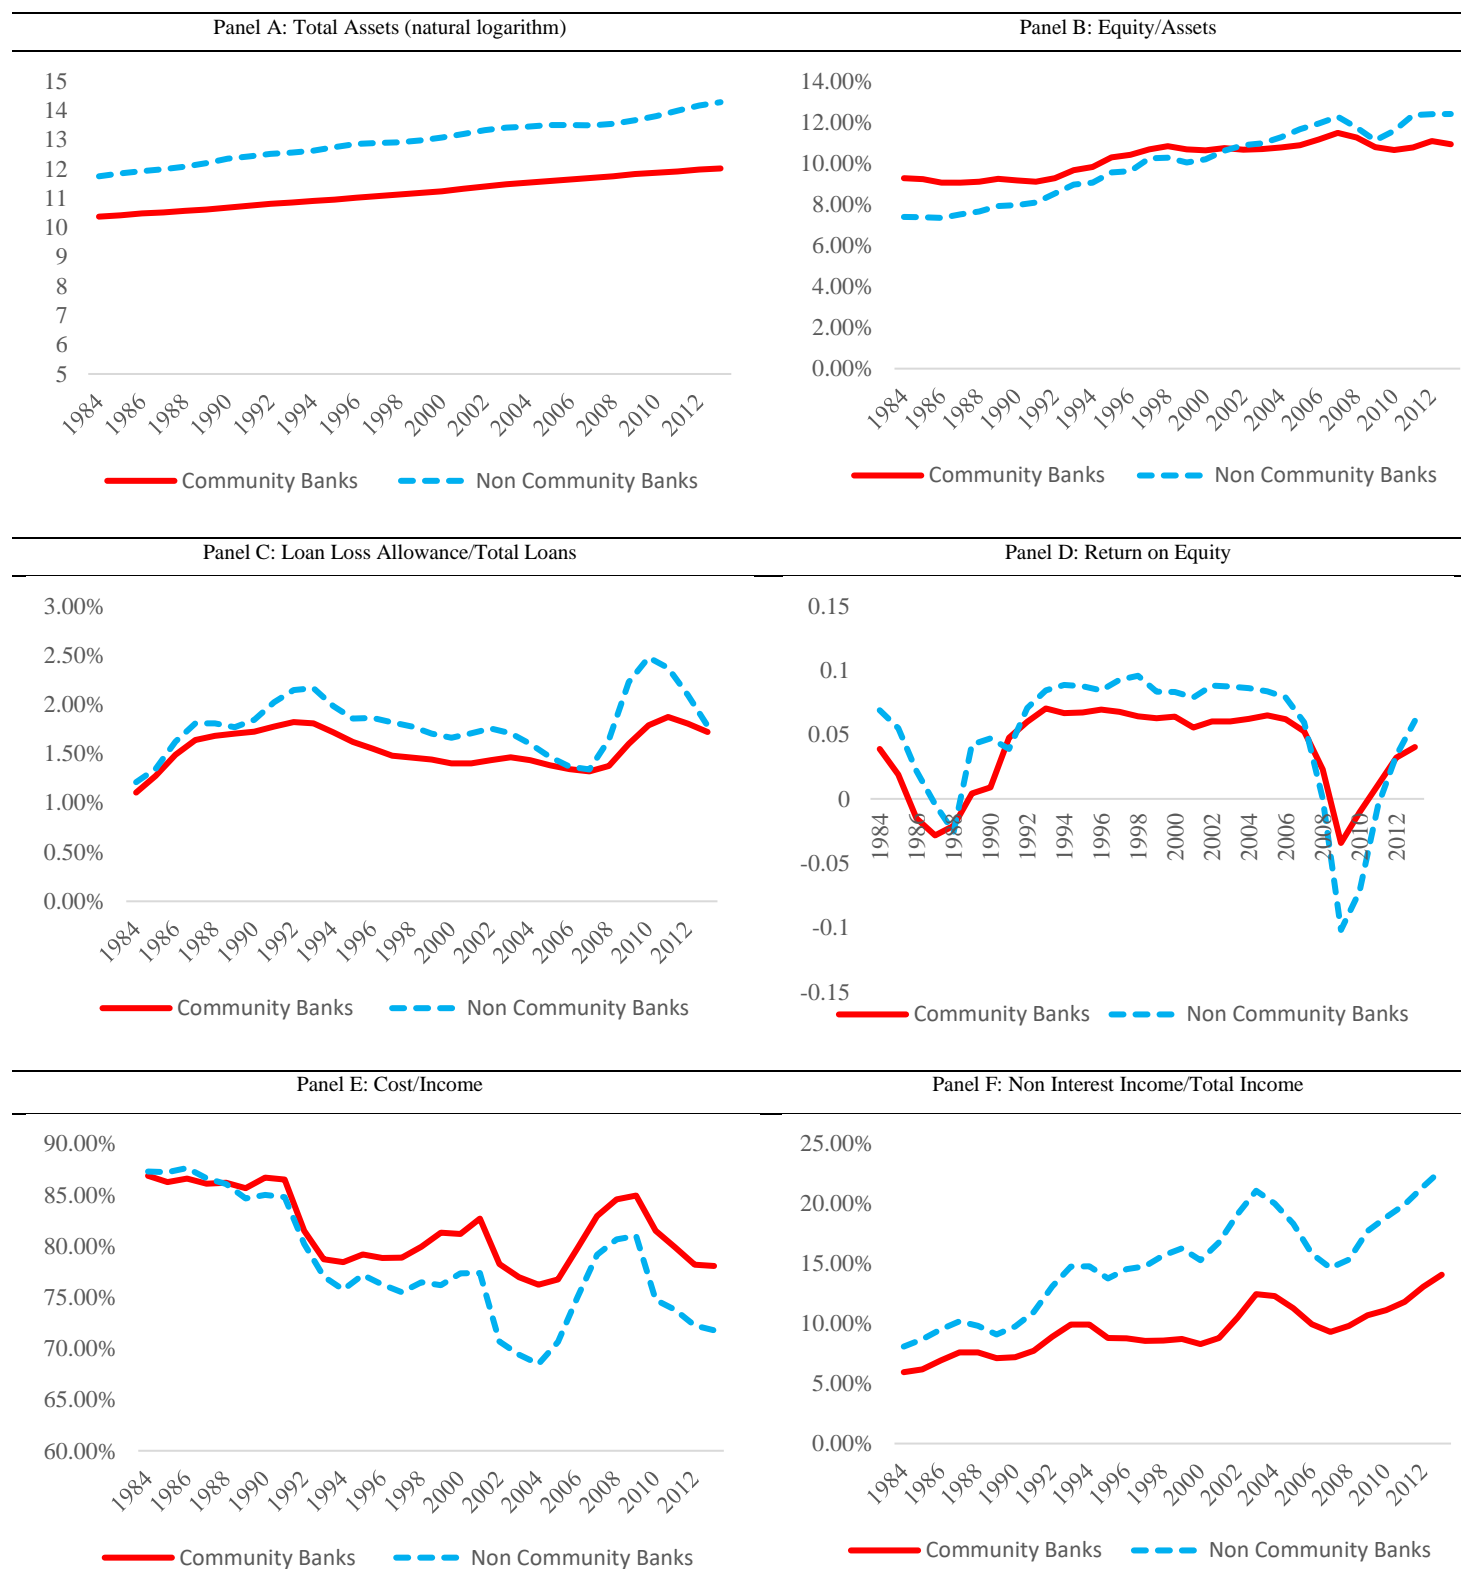 Panel A: Total Assets (natural logarithm)
15
14
13
12
11
10
9
8
7
6
5
1984 1986 1988 1990 1992 1994 1996 1998 2000 2002 2004 2006 2008 2010 2012
Community Banks Non Community Banks
Panel B: Equity/Assets
14.00%
12.00%
10.00%
8.00%
6.00%
4.00%
2.00%
0.00%
1984 1986 1988 1990 1992 1994 1996 1998 2000 2002 2004 2006 2008 2010 2012
Community Banks Non Community Banks
Panel C: Loan Loss Allowance/Total Loans
3.00%
2.50%
2.00%
1.50%
1.00%
0.50%
0.00%
1984 1986 1988 1990 1992 1994 1996 1998 2000 2002 2004 2006 2008 2010 2012
Community Banks Non Community Banks
Panel D: Return on Equity
0.15
0.1
0.05
0
-0.05
-0.1
-0.15
1984 1986 1988 1990 1992 1994 1996 1998 2000 2002 2004 2006 2008 2010 2012
Community Banks Non Community Banks
Panel E: Cost/Income
90.00%
85.00%
80.00%
75.00%
70.00%
65.00%
60.00%
1984 1986 1988 1990 1992 1994 1996 1998 2000 2002 2004 2006 2008 2010 2012
Community Banks Non Community Banks
Panel F: Non Interest Income/Total Income
25.00%
20.00%
15.00%
10.00%
5.00%
0.00%
1984 1986 1988 1990 1992 1994 1996 1998 2000 2002 2004 2006 2008 2010 2012
Community Banks Non Community Banks